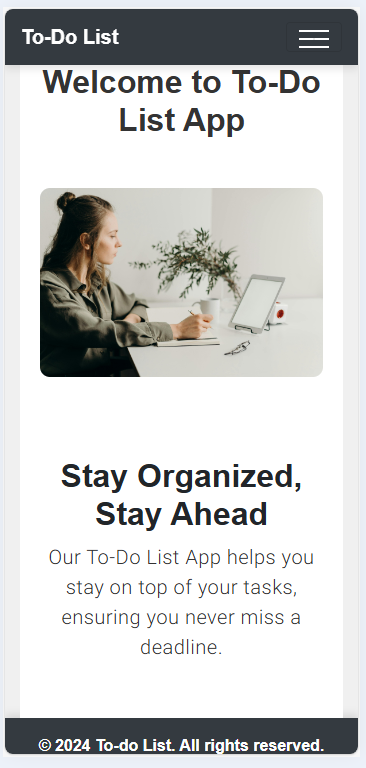 To-Do List
Welcome to To-Do
List App
Stay Organized,
Stay Ahead
Our To-Do List App helps you
stay on top of your tasks,
ensuring you never miss a
deadline.
© 2024 To-do List. All rights reserved.